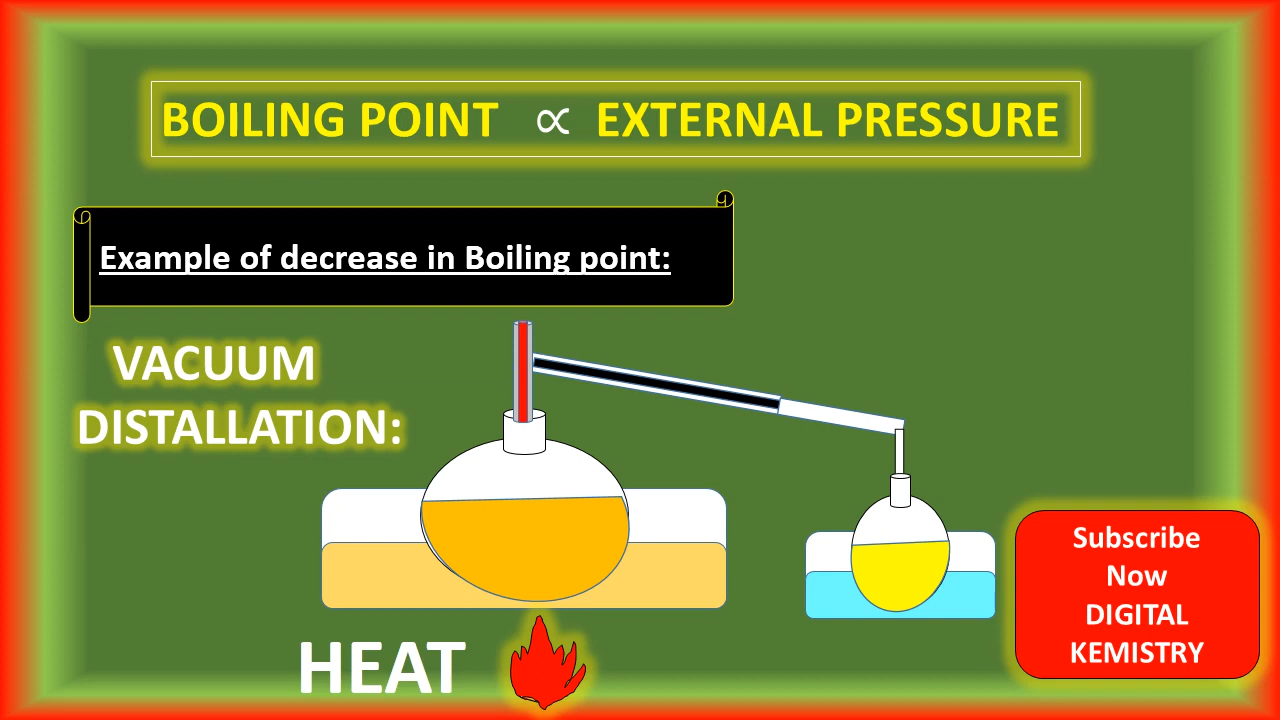 BOILING POINT ∝ EXTERNAL PRESSURE
Example of decrease in Boiling point:
VACUUM
DISTALLATION:
HEAT
Subscribe
Now
DIGITAL
KEMISTRY